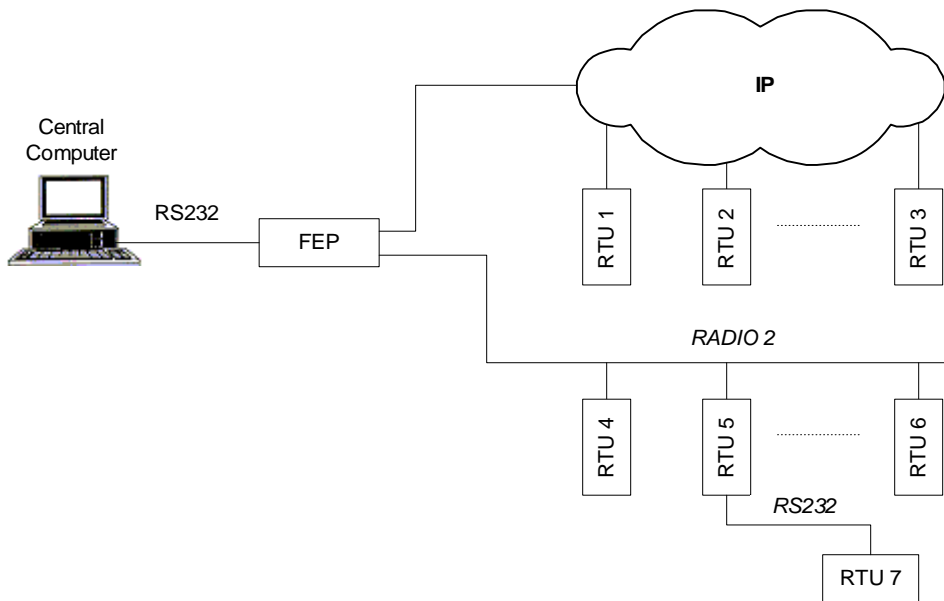 IP
Central
Computer
RS232
FEP
RTU 1
RTU 2
RTU 3
RADIO 2
RTU 4
RTU 5
RTU 6
RS232
RTU 7